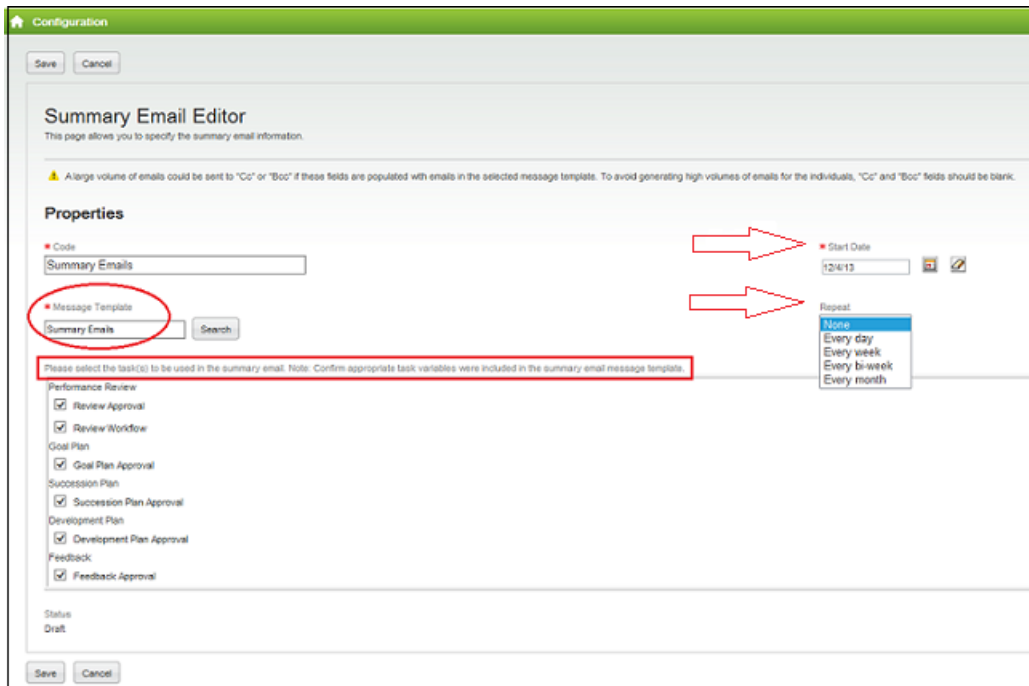 Configuration
Save Cancel
Summary Email Editor
This page allows you to specify the summary email information.
A large volume of emails could be sent to "Cc" or "Bcc" if these fields are populated with emails in the selected message template. To avoid generating high volumes of emails for the individuals, "Cc" and "Bcc" fields should be blank.
Properties
* Code
Summary Emails
* Start Date
12/4/13
* Message Template
Summary Emails Search
Repeat
None
Every day
Every week
Every bi-week
Every month
Please select the task(s) to be used in the summary email. Note: Confirm appropriate task variables were included in the summary email message template.
Performance Review
Review Approval
Review Workflow
Goal Plan
Goal Plan Approval
Succession Plan
Succession Plan Approval
Development Plan
Development Plan Approval
Feedback
Feedback Approval
Status
Draft
Save Cancel